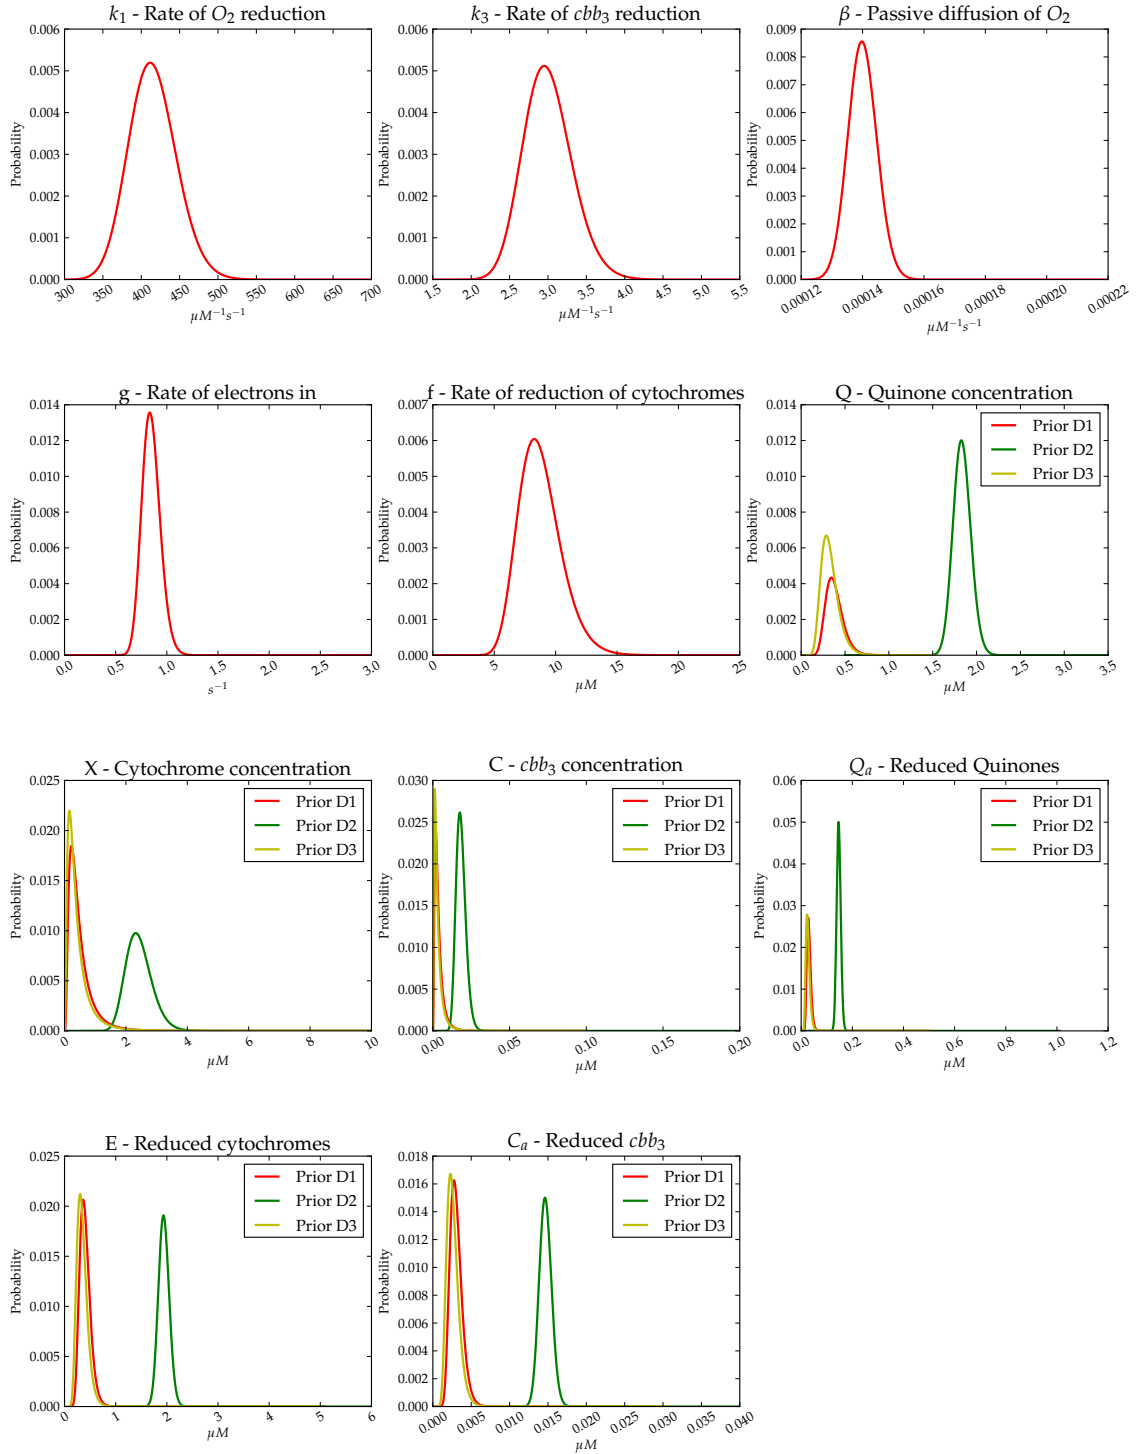 k₁ - Rate of O₂ reduction
0.006
0.005
0.004
0.003
0.002
0.001
0.000
Probability
300 350 400 450 500 550 600 650 700
μM⁻¹s⁻¹
k₃ - Rate of cbb₃ reduction
0.006
0.005
0.004
0.003
0.002
0.001
0.000
Probability
1.5 2.0 2.5 3.0 3.5 4.0 4.5 5.0 5.5
μM⁻¹s⁻¹
β - Passive diffusion of O₂
0.009
0.008
0.007
0.006
0.005
0.004
0.003
0.002
0.001
0.000
Probability
0.00012 0.00014 0.00016 0.00018 0.00020 0.00022
μM⁻¹s⁻¹
g - Rate of electrons in
0.014
0.012
0.010
0.008
0.006
0.004
0.002
0.000
Probability
0.0 0.5 1.0 1.5 2.0 2.5 3.0
s⁻¹
f - Rate of reduction of cytochromes
0.007
0.006
0.005
0.004
0.003
0.002
0.001
0.000
Probability
0 5 10 15 20 25
μM
Q - Quinone concentration
0.014
0.012
0.010
0.008
0.006
0.004
0.002
0.000
Probability
Prior D1
Prior D2
Prior D3
0.0 0.5 1.0 1.5 2.0 2.5 3.0 3.5
μM
X - Cytochrome concentration
0.025
0.020
0.015
0.010
0.005
0.000
Probability
Prior D1
Prior D2
Prior D3
0 2 4 6 8 10
μM
C - cbb₃ concentration
0.030
0.025
0.020
0.015
0.010
0.005
0.000
Probability
Prior D1
Prior D2
Prior D3
0.00 0.05 0.10 0.15 0.20
μM
Qₐ - Reduced Quinones
0.06
0.05
0.04
0.03
0.02
0.01
0.00
Probability
Prior D1
Prior D2
Prior D3
0.0 0.2 0.4 0.6 0.8 1.0 1.2
μM
E - Reduced cytochromes
0.025
0.020
0.015
0.010
0.005
0.000
Probability
Prior D1
Prior D2
Prior D3
0 1 2 3 4 5 6
μM
Cₐ - Reduced cbb₃
0.018
0.016
0.014
0.012
0.010
0.008
0.006
0.004
0.002
0.000
Probability
Prior D1
Prior D2
Prior D3
0.000 0.005 0.010 0.015 0.020 0.025 0.030 0.035 0.040
μM